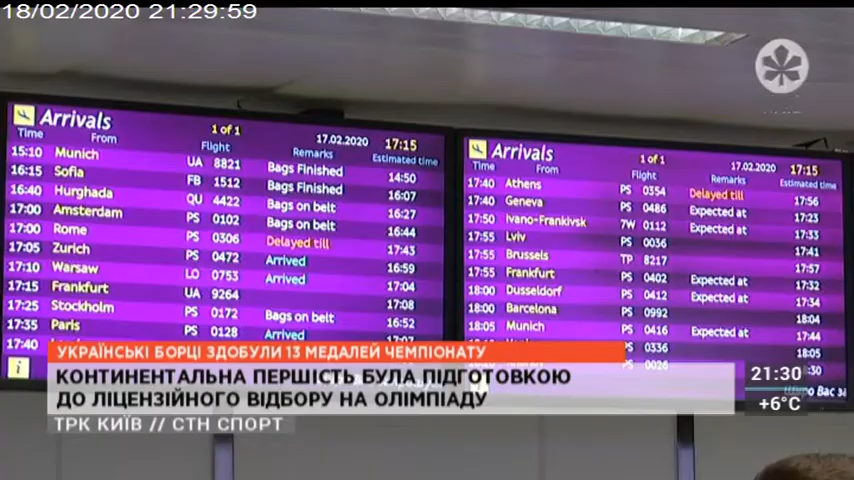 18/02/2020 21:29:59
Arrivals 1 of 1 17.02.2020 17:15
Time From Flight Remarks Estimated time
15:10 Munich UA 8821 Bags Finished 14:50
16:15 Sofia FB 1512 Bags Finished 16:07
16:40 Hurghada QU 4422 Bags on belt 16:27
17:00 Amsterdam PS 0102 Bags on belt 16:44
17:00 Rome PS 0306 Delayed till 17:43
17:05 Zurich PS 0472 Arrived 16:59
17:10 Warsaw LO 0753 Arrived 17:04
17:15 Frankfurt UA 9264 17:08
17:25 Stockholm PS 0172 Bags on belt 16:52
17:35 Paris PS 0128 Arrived
17:40
Arrivals 1 of 1 17.02.2020 17:15
Time From Flight Remarks Estimated time
17:40 Athens PS 0354 Delayed till 17:56
17:40 Geneva PS 0486 Expected at 17:23
17:50 Ivano-Frankivsk 7W 0112 Expected at 17:33
17:55 Lviv PS 0036 17:41
17:55 Brussels TP 8217 17:57
17:55 Frankfurt PS 0402 Expected at 17:32
18:00 Dusseldorf PS 0412 Expected at 17:34
18:00 Barcelona PS 0992 18:04
18:05 Munich PS 0416 Expected at 17:44
PS 0336 18:05
PS 0026
УКРАЇНСЬКІ БОРЦІ ЗДОБУЛИ 13 МЕДАЛЕЙ ЧЕМПІОНАТУ
КОНТИНЕНТАЛЬНА ПЕРШІСТЬ БУЛА ПІДГОТОВКОЮ
ДО ЛІЦЕНЗІЙНОГО ВІДБОРУ НА ОЛІМПІАДУ
ТРК КИЇВ // СТН СПОРТ
21:30
+6°C